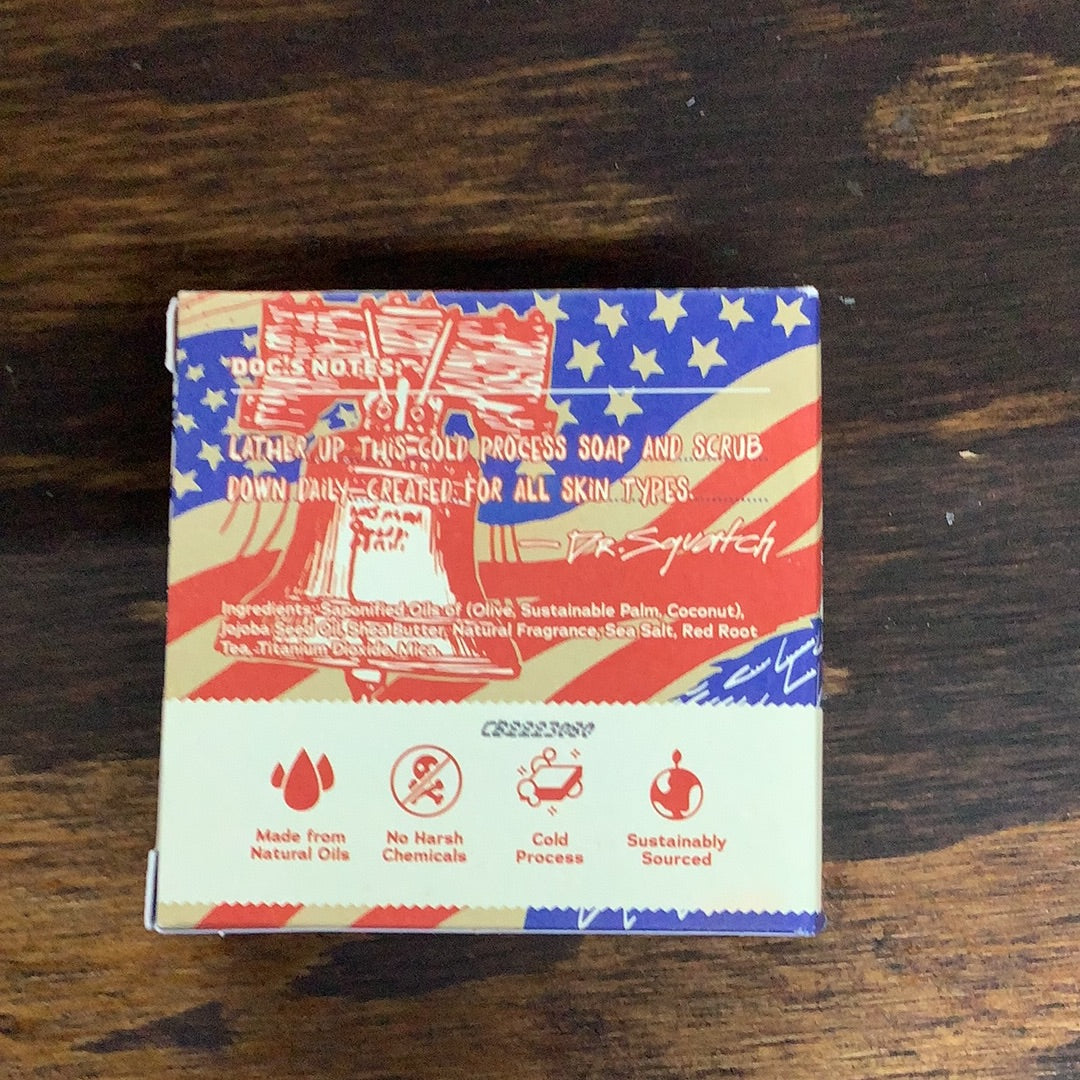 DOC'S NOTES:
LATHER UP THIS COLD PROCESS SOAP AND SCRUB
DOWN DAILY. CREATED FOR ALL SKIN TYPES.
— DR. Squatch
Ingredients: Saponified Oils of (Olive, Sustainable Palm, Coconut),
Jojoba Seed Oil, Shea Butter, Natural Fragrance, Sea Salt, Red Root
Tea, Titanium Dioxide, Mica.
CB2223080
Made from
Natural Oils
No Harsh
Chemicals
Cold
Process
Sustainably
Sourced